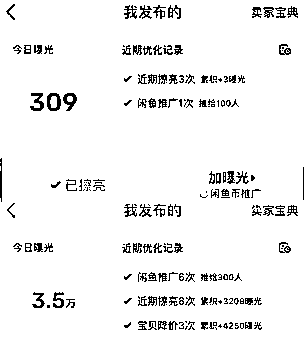 我发布的 卖家宝典
今日曝光 近期优化记录
309
近期擦亮3次 累积+3曝光
闲鱼推广1次 推给100人
已擦亮
加曝光
闲鱼币推广
我发布的 卖家宝典
今日曝光 近期优化记录
3.5万
闲鱼推广6次 推给300人
近期擦亮8次 累积+3208曝光
宝贝降价3次 累积+4250曝光